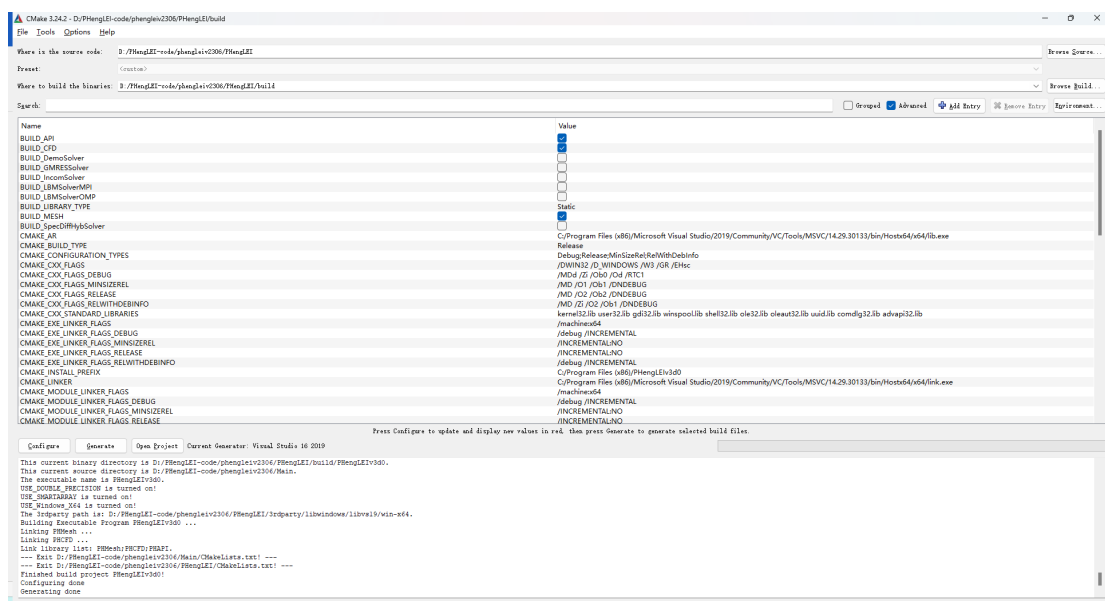 CMake 3.24.2 - D:/PHengLEI-code/phengleiv2306/PHengLEI/build
File Tools Options Help
Where is the source code: D:/PHengLEI-code/phengleiv2306/PHengLEI Browse Source...
Preset: <custom>
Where to build the binaries: D:/PHengLEI-code/phengleiv2306/PHengLEI/build Browse Build...
Search: Grouped Advanced Add Entry Remove Entry Environment...
Name Value
BUILD_API
BUILD_CFD
BUILD_DemoSolver
BUILD_GMRESSolver
BUILD_IncomSolver
BUILD_LBMSolverMPI
BUILD_LBMSolverOMP
BUILD_LIBRARY_TYPE Static
BUILD_MESH
BUILD_SpecDiffHybSolver
CMAKE_AR C:/Program Files (x86)/Microsoft Visual Studio/2019/Community/VC/Tools/MSVC/14.29.30133/bin/Hostx64/x64/lib.exe
CMAKE_BUILD_TYPE Release
CMAKE_CONFIGURATION_TYPES Debug;Release;MinSizeRel;RelWithDebInfo
CMAKE_CXX_FLAGS /DWIN32 /D_WINDOWS /W3 /GR /EHsc
CMAKE_CXX_FLAGS_DEBUG /MDd /Zi /Ob0 /Od /RTC1
CMAKE_CXX_FLAGS_MINSIZEREL /MD /O1 /Ob1 /DNDEBUG
CMAKE_CXX_FLAGS_RELEASE /MD /O2 /Ob2 /DNDEBUG
CMAKE_CXX_FLAGS_RELWITHDEBINFO /MD /Zi /O2 /Ob1 /DNDEBUG
CMAKE_CXX_STANDARD_LIBRARIES kernel32.lib user32.lib gdi32.lib winspool.lib shell32.lib ole32.lib oleaut32.lib uuid.lib comdlg32.lib advapi32.lib
CMAKE_EXE_LINKER_FLAGS /machine:x64
CMAKE_EXE_LINKER_FLAGS_DEBUG /debug /INCREMENTAL
CMAKE_EXE_LINKER_FLAGS_MINSIZEREL /INCREMENTAL:NO
CMAKE_EXE_LINKER_FLAGS_RELEASE /INCREMENTAL:NO
CMAKE_EXE_LINKER_FLAGS_RELWITHDEBINFO /debug /INCREMENTAL
CMAKE_INSTALL_PREFIX C:/Program Files (x86)/PHengLEIv3d0
CMAKE_LINKER C:/Program Files (x86)/Microsoft Visual Studio/2019/Community/VC/Tools/MSVC/14.29.30133/bin/Hostx64/x64/link.exe
CMAKE_MODULE_LINKER_FLAGS /machine:x64
CMAKE_MODULE_LINKER_FLAGS_DEBUG /debug /INCREMENTAL
CMAKE_MODULE_LINKER_FLAGS_MINSIZEREL /INCREMENTAL:NO
CMAKE_MODULE_LINKER_FLAGS_RELEASE /INCREMENTAL:NO
Press Configure to update and display new values in red, then press Generate to generate selected build files.
Configure Generate Open Project Current Generator: Visual Studio 16 2019
This current binary directory is D:/PHengLEI-code/phengleiv2306/PHengLEI/build/PHengLEIv3d0.
This current source directory is D:/PHengLEI-code/phengleiv2306/Main.
The executable name is PHengLEIv3d0.
USE_DOUBLE_PRECISION is turned on!
USE_SMARTARRAY is turned on!
USE_Windows_X64 is turned on!
The 3rdparty path is: D:/PHengLEI-code/phengleiv2306/PHengLEI/3rdparty/libwindows/libvs19/win-x64.
Building Executable Program PHengLEIv3d0 ...
Linking PHMesh ...
Linking PHCFD ...
Link library list: PHMesh;PHCFD;PHAPI.
--- Exit D:/PHengLEI-code/phengleiv2306/Main/CMakeLists.txt! ---
--- Exit D:/PHengLEI-code/phengleiv2306/PHengLEI/CMakeLists.txt! ---
Finished build project PHengLEIv3d0!
Configuring done
Generating done